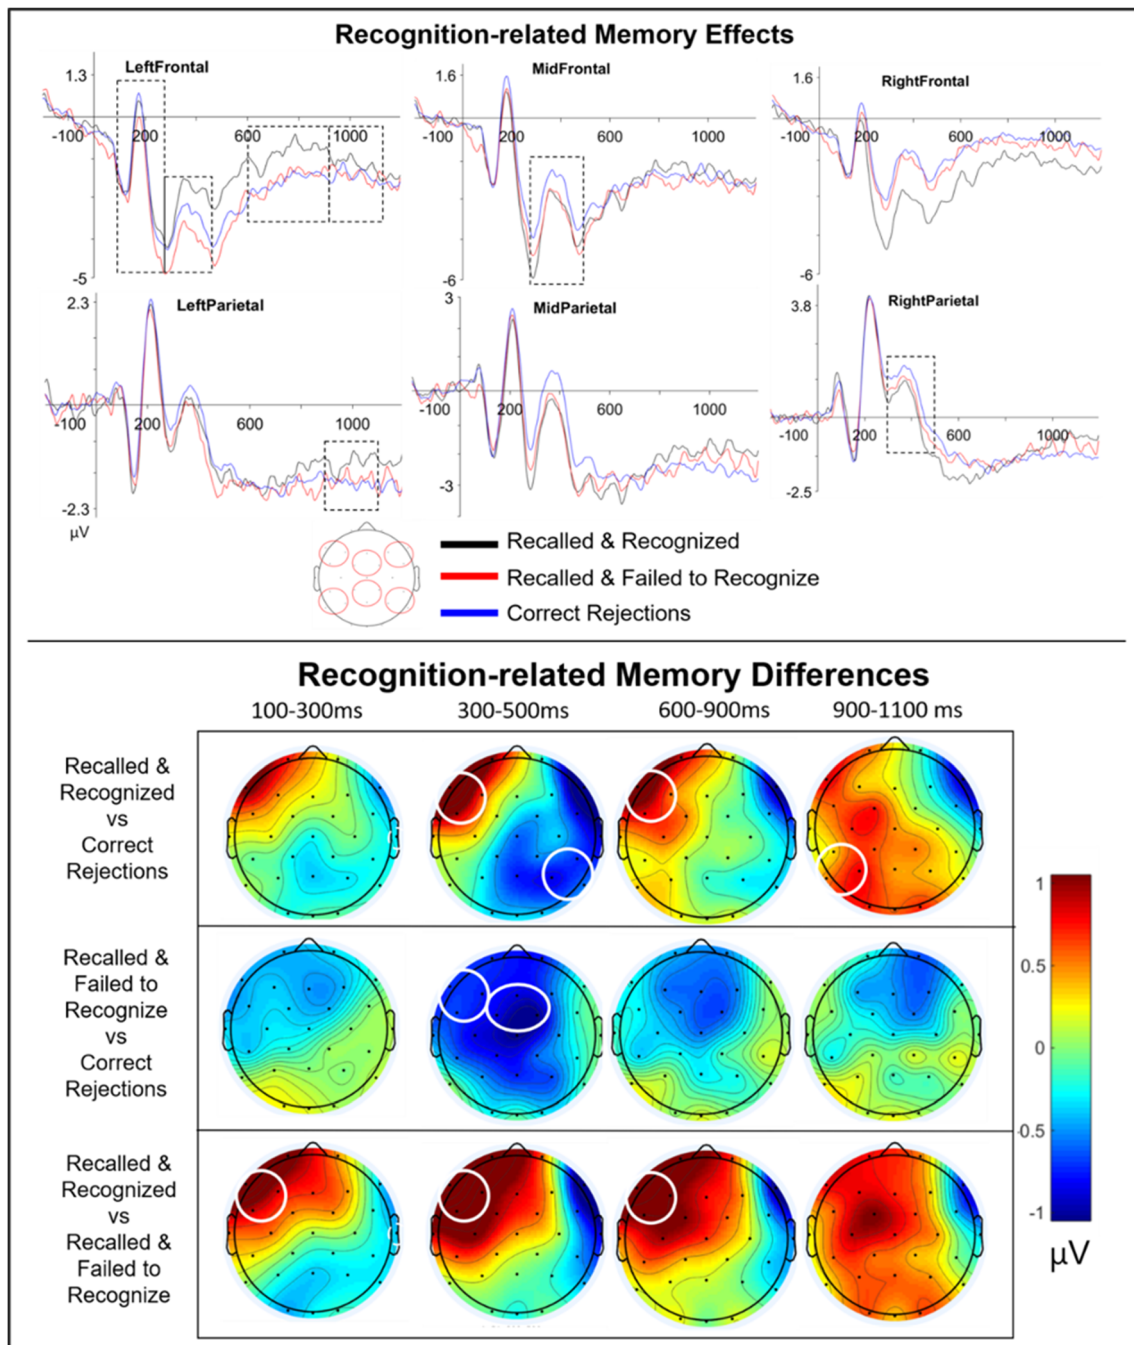 Recognition-related Memory Effects
LeftFrontal
MidFrontal
RightFrontal
1.3
1.6
1.6
-100 200 600 1000
-100 200 600 1000
-100 200 600 1000
-5
-6
-6
LeftParietal
MidParietal
RightParietal
2.3
3
3.8
-100 200 600 1000
-100 200 600 1000
-100 200 600 1000
-2.3
-3
-2.5
µV
Recalled & Recognized
Recalled & Failed to Recognize
Correct Rejections
Recognition-related Memory Differences
100-300ms 300-500ms 600-900ms 900-1100 ms
Recalled &
Recognized
vs
Correct
Rejections
Recalled &
Failed to
Recognize
vs
Correct
Rejections
Recalled &
Recognized
vs
Recalled &
Failed to
Recognize
1
0.5
0
-0.5
-1
µV